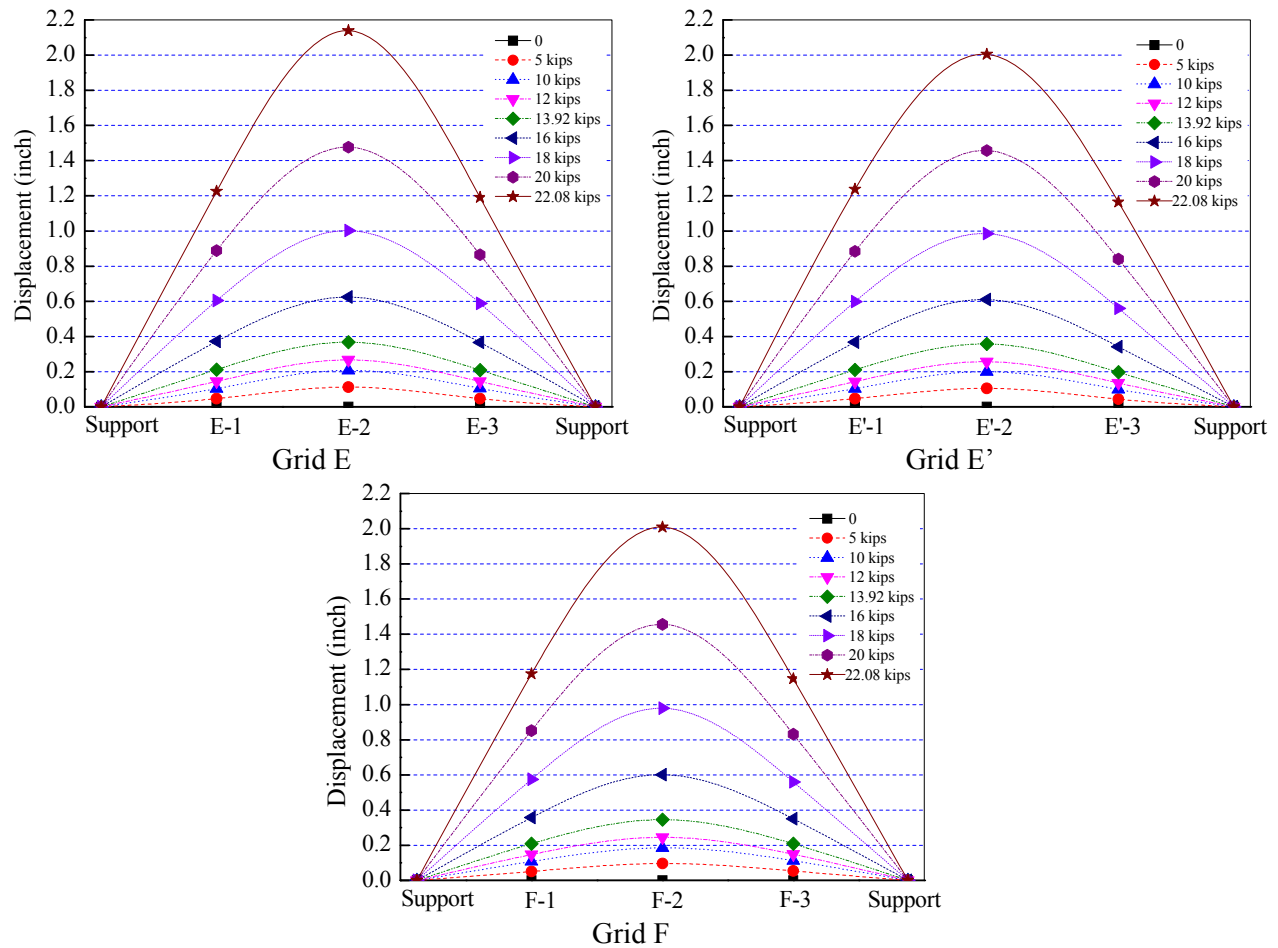 Displacement (inch)
2.2
2.0
1.8
1.6
1.4
1.2
1.0
0.8
0.6
0.4
0.2
0.0
0
5 kips
10 kips
12 kips
13.92 kips
16 kips
18 kips
20 kips
22.08 kips
Support E-1 E-2 E-3 Support
Grid E
Displacement (inch)
2.2
2.0
1.8
1.6
1.4
1.2
1.0
0.8
0.6
0.4
0.2
0.0
0
5 kips
10 kips
12 kips
13.92 kips
16 kips
18 kips
20 kips
22.08 kips
Support E'-1 E'-2 E'-3 Support
Grid E’
Displacement (inch)
2.2
2.0
1.8
1.6
1.4
1.2
1.0
0.8
0.6
0.4
0.2
0.0
0
5 kips
10 kips
12 kips
13.92 kips
16 kips
18 kips
20 kips
22.08 kips
Support F-1 F-2 F-3 Support
Grid F